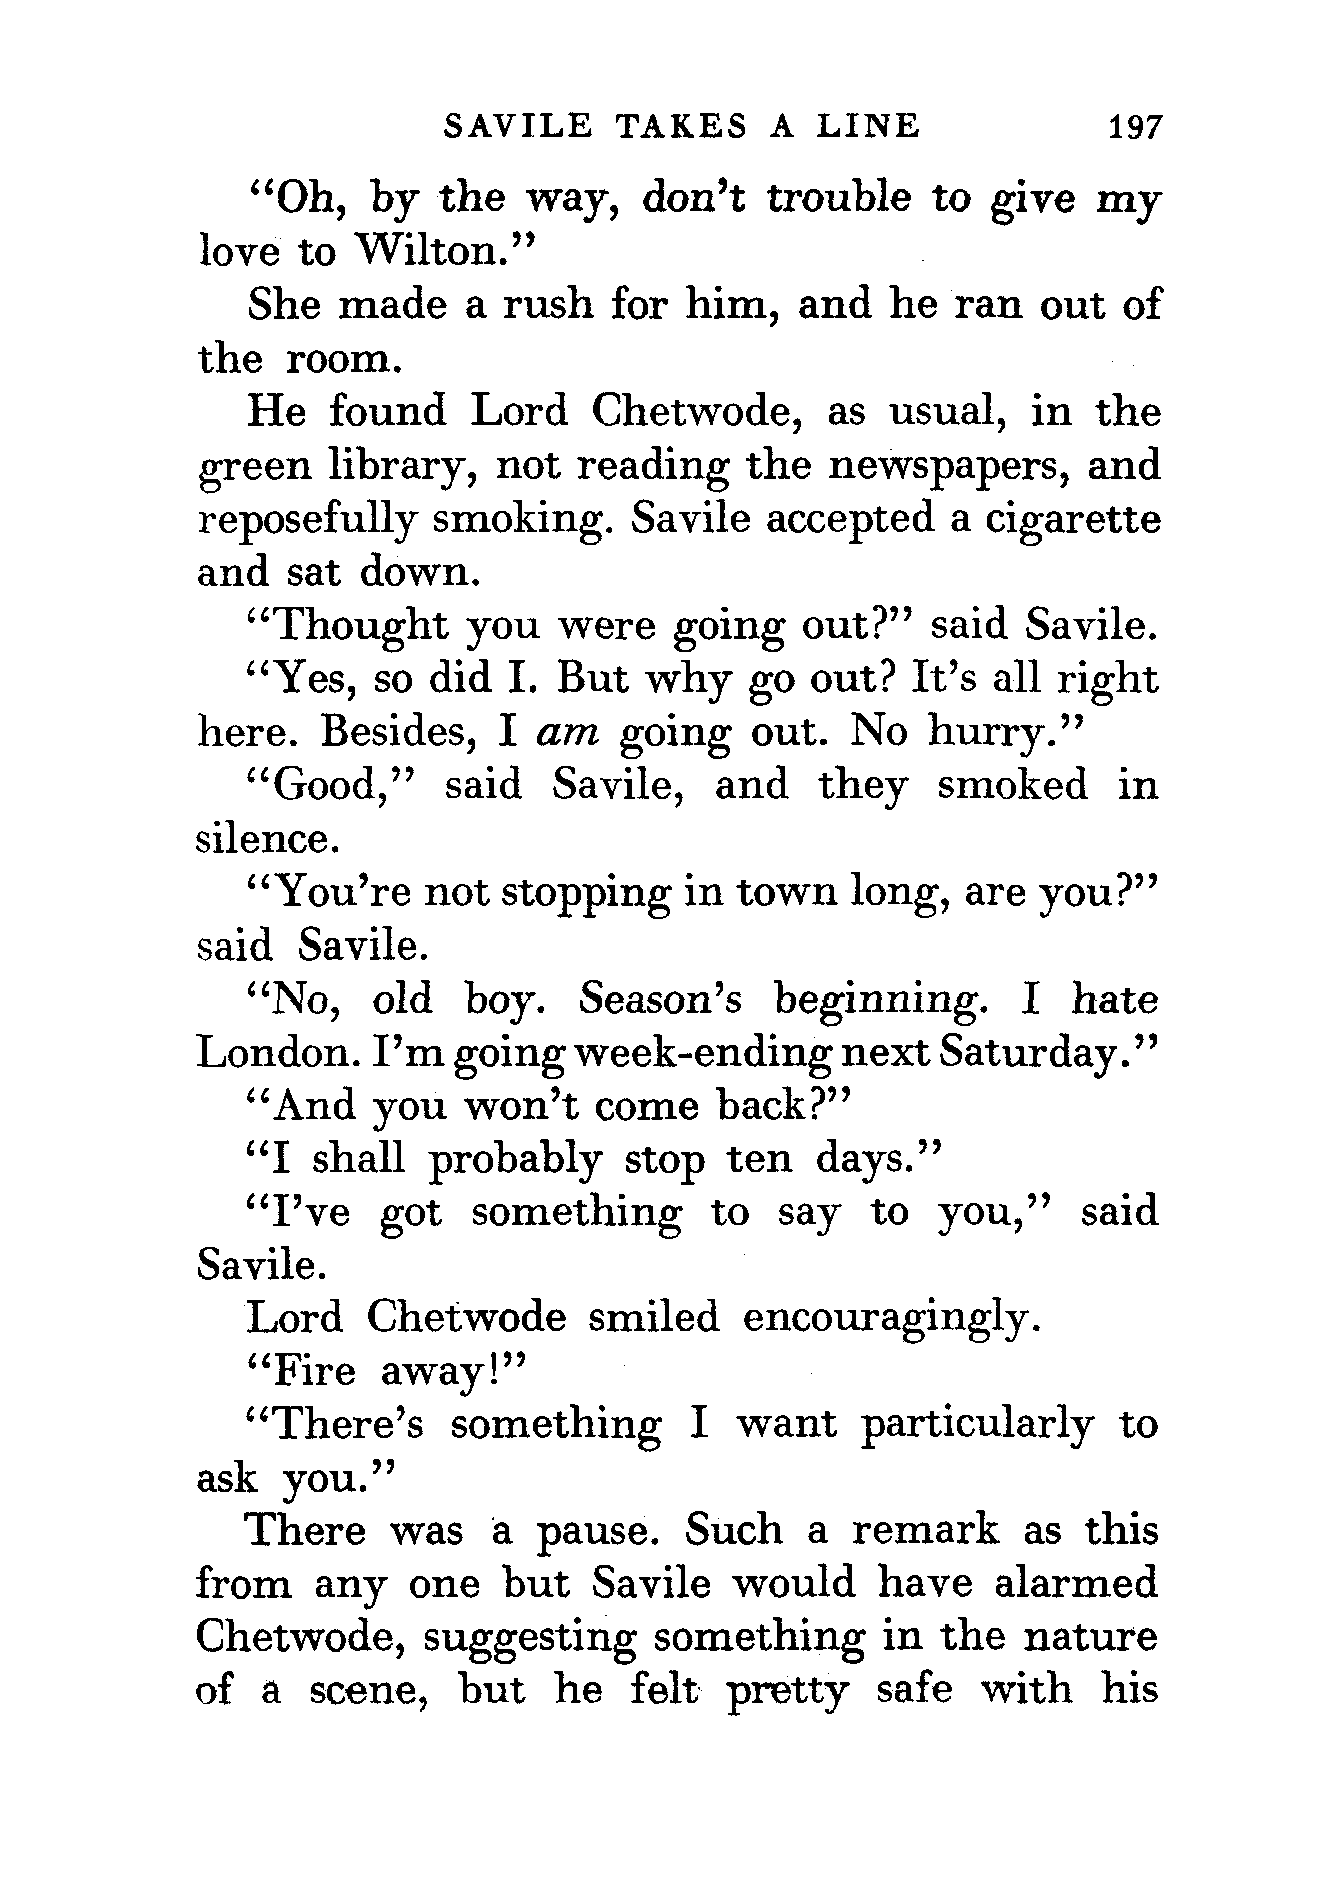 SAVILE TAKES A LINE 197
"Oh, by the way, don't trouble to give my
love to Wilton."
She made a rush for him, and he ran out of
the room.
He found Lord Chetwode, as usual, in the
green library, not reading the newspapers, and
reposefully smoking. Savile accepted a cigarette
and sat down.
"Thought you were going out?" said Savile.
"Yes, so did I. But why go out? It's all right
here. Besides, I am going out. No hurry."
"Good," said Savile, and they smoked in
silence.
"You're not stopping in town long, are you?"
said Savile.
"No, old boy. Season's beginning. I hate
London. I'm going week-ending next Saturday."
"And you won't come back?"
"I shall probably stop ten days."
"I've got something to say to you," said
Savile.
Lord Chetwode smiled encouragingly.
"Fire away!"
"There's something I want particularly to
ask you."
There was a pause. Such a remark as this
from any one but Savile would have alarmed
Chetwode, suggesting something in the nature
of a scene, but he felt pretty safe with his